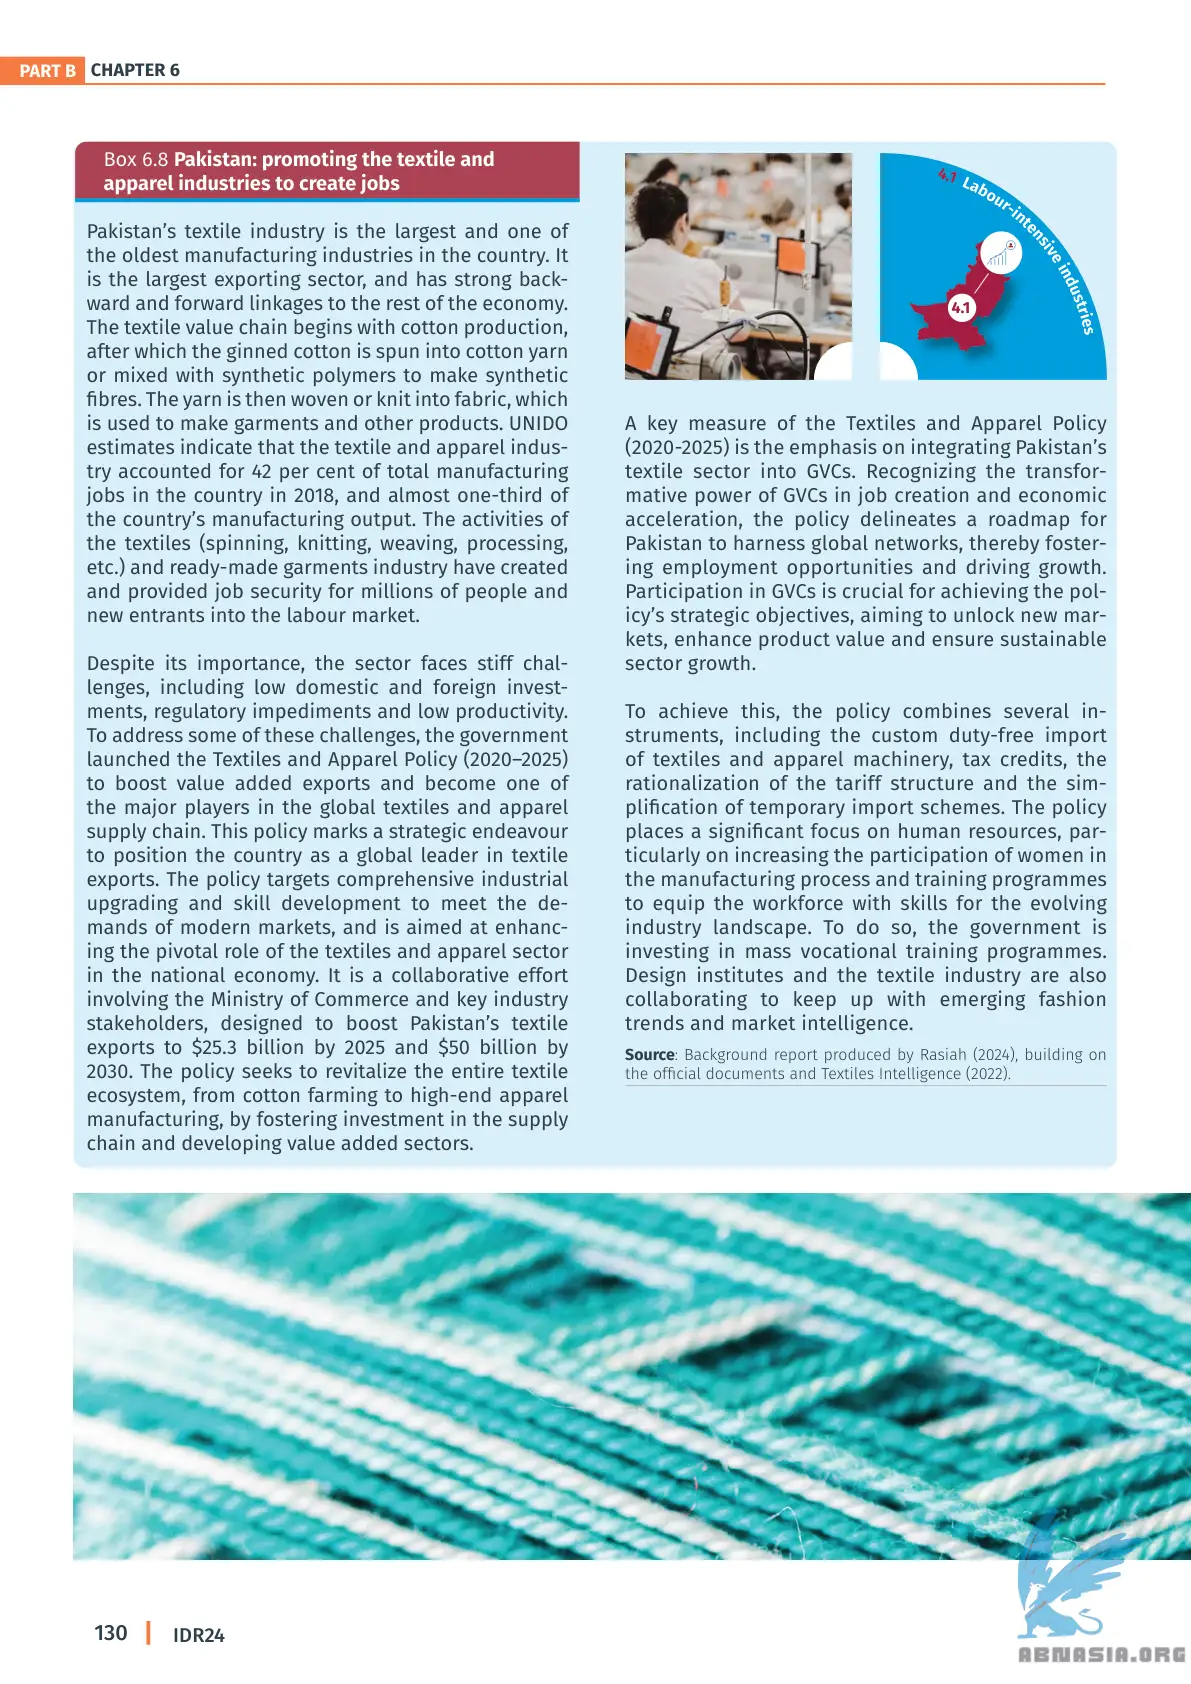 PART B CHAPTER 6
Box 6.8 Pakistan: promoting the textile and
apparel industries to create jobs
Pakistan’s textile industry is the largest and one of
the oldest manufacturing industries in the country. It
is the largest exporting sector, and has strong back-
ward and forward linkages to the rest of the economy.
The textile value chain begins with cotton production,
after which the ginned cotton is spun into cotton yarn
or mixed with synthetic polymers to make synthetic
fibres. The yarn is then woven or knit into fabric, which
is used to make garments and other products. UNIDO
estimates indicate that the textile and apparel indus-
try accounted for 42 per cent of total manufacturing
jobs in the country in 2018, and almost one-third of
the country’s manufacturing output. The activities of
the textiles (spinning, knitting, weaving, processing,
etc.) and ready-made garments industry have created
and provided job security for millions of people and
new entrants into the labour market.
Despite its importance, the sector faces stiff chal-
lenges, including low domestic and foreign invest-
ments, regulatory impediments and low productivity.
To address some of these challenges, the government
launched the Textiles and Apparel Policy (2020–2025)
to boost value added exports and become one of
the major players in the global textiles and apparel
supply chain. This policy marks a strategic endeavour
to position the country as a global leader in textile
exports. The policy targets comprehensive industrial
upgrading and skill development to meet the de-
mands of modern markets, and is aimed at enhanc-
ing the pivotal role of the textiles and apparel sector
in the national economy. It is a collaborative effort
involving the Ministry of Commerce and key industry
stakeholders, designed to boost Pakistan’s textile
exports to $25.3 billion by 2025 and $50 billion by
2030. The policy seeks to revitalize the entire textile
ecosystem, from cotton farming to high-end apparel
manufacturing, by fostering investment in the supply
chain and developing value added sectors.
4.1 Labour-intensive industries
4.1
A key measure of the Textiles and Apparel Policy
(2020-2025) is the emphasis on integrating Pakistan’s
textile sector into GVCs. Recognizing the transfor-
mative power of GVCs in job creation and economic
acceleration, the policy delineates a roadmap for
Pakistan to harness global networks, thereby foster-
ing employment opportunities and driving growth.
Participation in GVCs is crucial for achieving the pol-
icy’s strategic objectives, aiming to unlock new mar-
kets, enhance product value and ensure sustainable
sector growth.
To achieve this, the policy combines several in-
struments, including the custom duty-free import
of textiles and apparel machinery, tax credits, the
rationalization of the tariff structure and the sim-
plification of temporary import schemes. The policy
places a significant focus on human resources, par-
ticularly on increasing the participation of women in
the manufacturing process and training programmes
to equip the workforce with skills for the evolving
industry landscape. To do so, the government is
investing in mass vocational training programmes.
Design institutes and the textile industry are also
collaborating to keep up with emerging fashion
trends and market intelligence.
Source: Background report produced by Rasiah (2024), building on
the official documents and Textiles Intelligence (2022).
130 | IDR24
ABNASIA.ORG